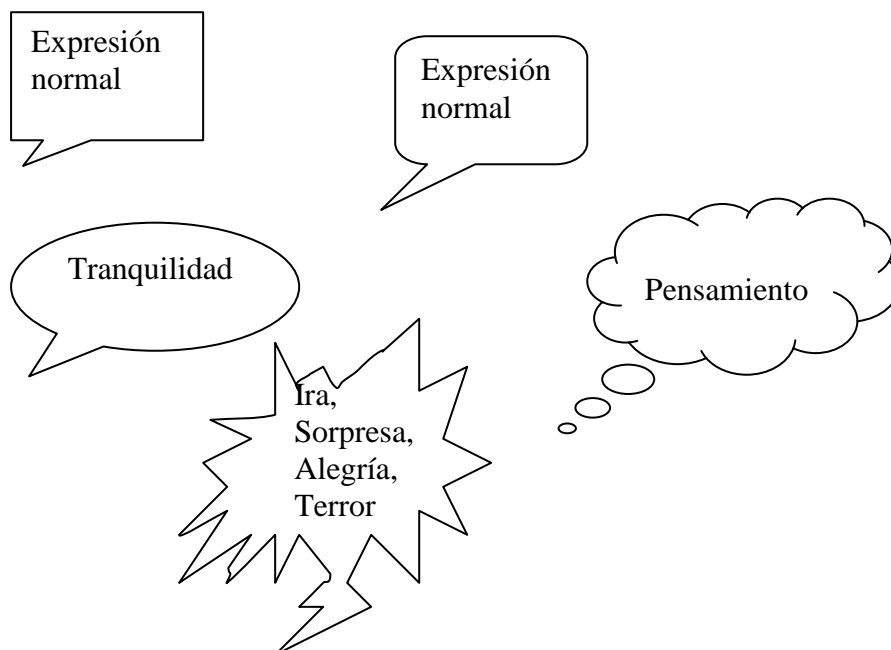 Expresión
normal
Expresión
normal
Tranquilidad
Pensamiento
Ira,
Sorpresa,
Alegría,
Terror